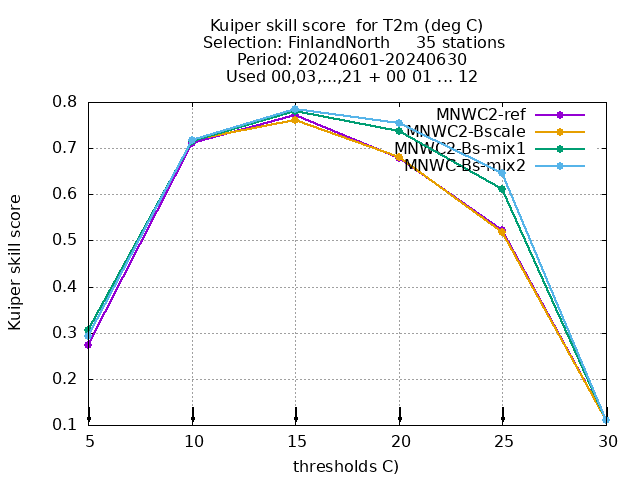 Kuiper skill score  for T2m (deg C)
Selection: FinlandNorth     35 stations
Period: 20240601-20240630
Used 00,03,...,21 + 00 01 ... 12
MNWC2-ref
MNWC2-Bscale
MNWC2-Bs-mix1
MNWC-Bs-mix2
Kuiper skill score
0.8
0.7
0.6
0.5
0.4
0.3
0.2
0.1
5 10 15 20 25 30
thresholds C)